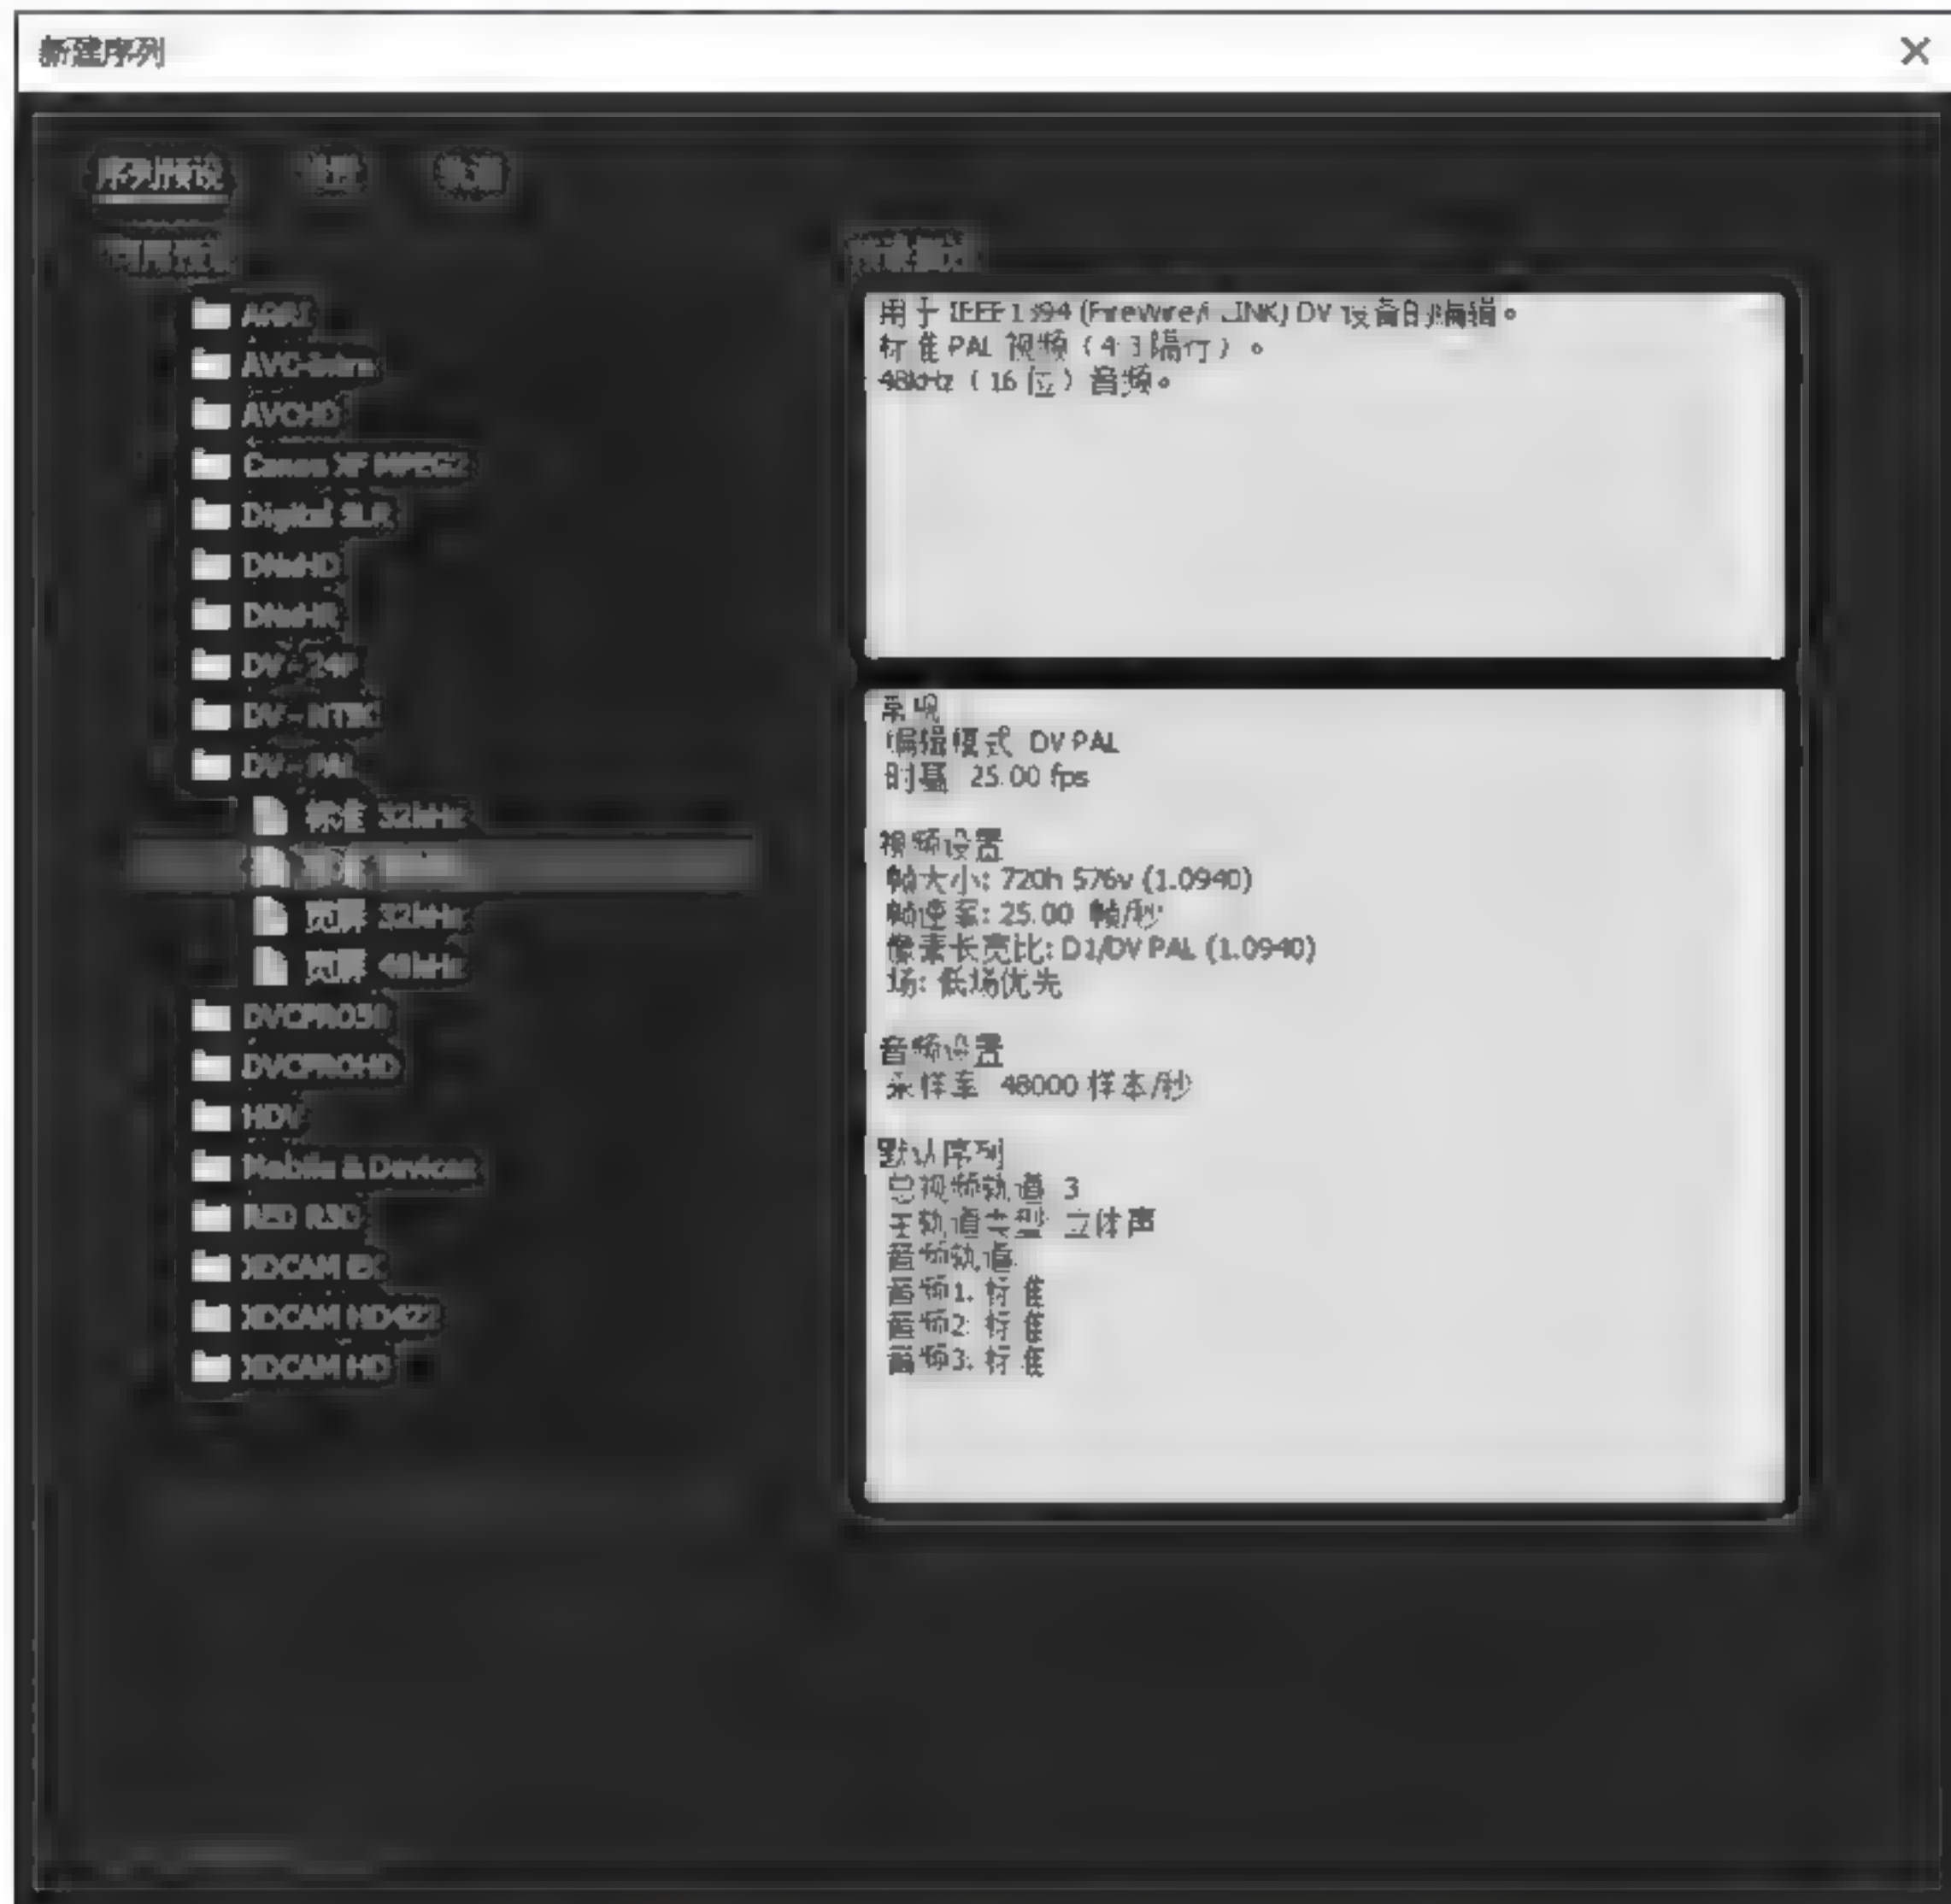 新建序列
序列预设
ARRI
AVC-Intra
AVCHD
Canon XF MPEG2
Digital SLR
DNxHD
DNxHR
DV - 24P
DV - NTSC
DV - PAL
标准 32kHz
宽屏 32kHz
宽屏 48kHz
DVCPRO50
DVCPROHD
HDV
Mobile & Devices
RED R3D
XDCAM EX
XDCAM HD422
XDCAM HD
用于 IEEE1394 (FireWire/i.LINK) DV 设备的编辑。
标准 PAL 视频（4:3 隔行）。
48kHz（16 位）音频。
常规
编辑模式: DV PAL
时基: 25.00 fps
视频设置
帧大小: 720h 576v (1.0940)
帧速率: 25.00 帧/秒
像素长宽比: D1/DV PAL (1.0940)
场: 低场优先
音频设置
采样率: 48000 样本/秒
默认序列
总视频轨道: 3
主轨道类型: 立体声
音频轨道:
音频1: 标准
音频2: 标准
音频3: 标准